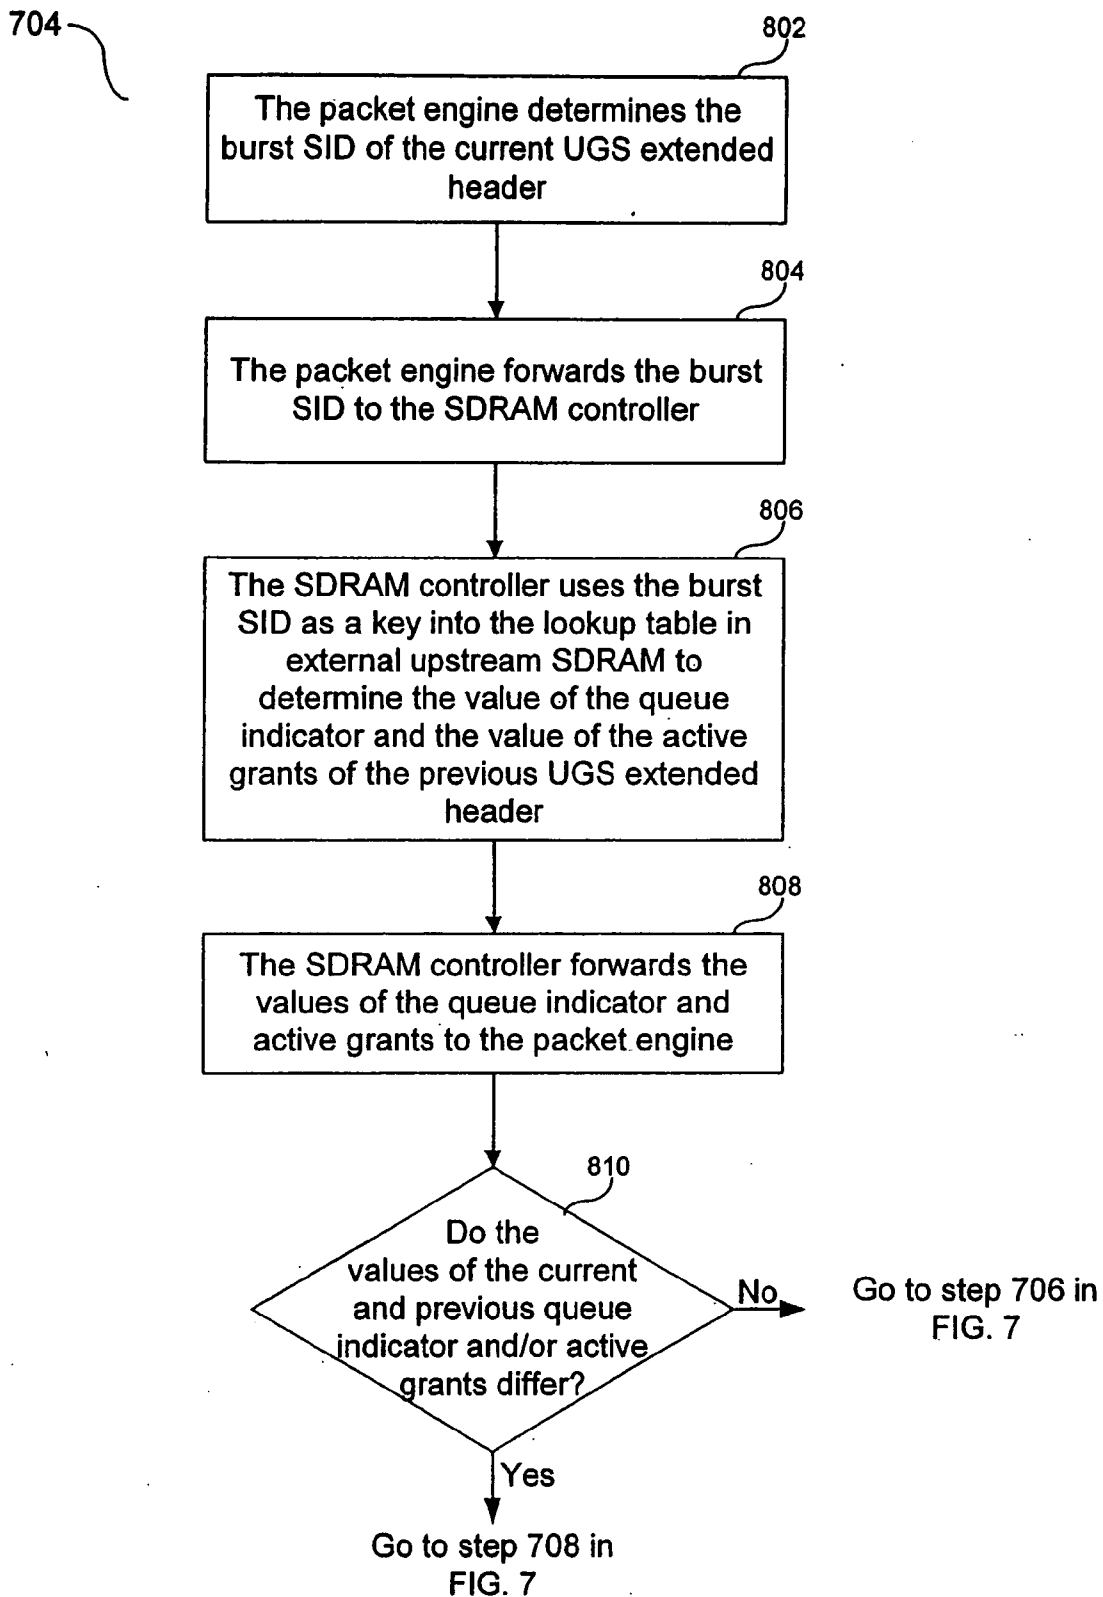 704
802
The packet engine determines the
burst SID of the current UGS extended
header
804
The packet engine forwards the burst
SID to the SDRAM controller
806
The SDRAM controller uses the burst
SID as a key into the lookup table in
external upstream SDRAM to
determine the value of the queue
indicator and the value of the active
grants of the previous UGS extended
header
808
The SDRAM controller forwards the
values of the queue indicator and
active grants to the packet engine
810
Do the
values of the current
and previous queue
indicator and/or active
grants differ?
No
Go to step 706 in
FIG. 7
Yes
Go to step 708 in
FIG. 7